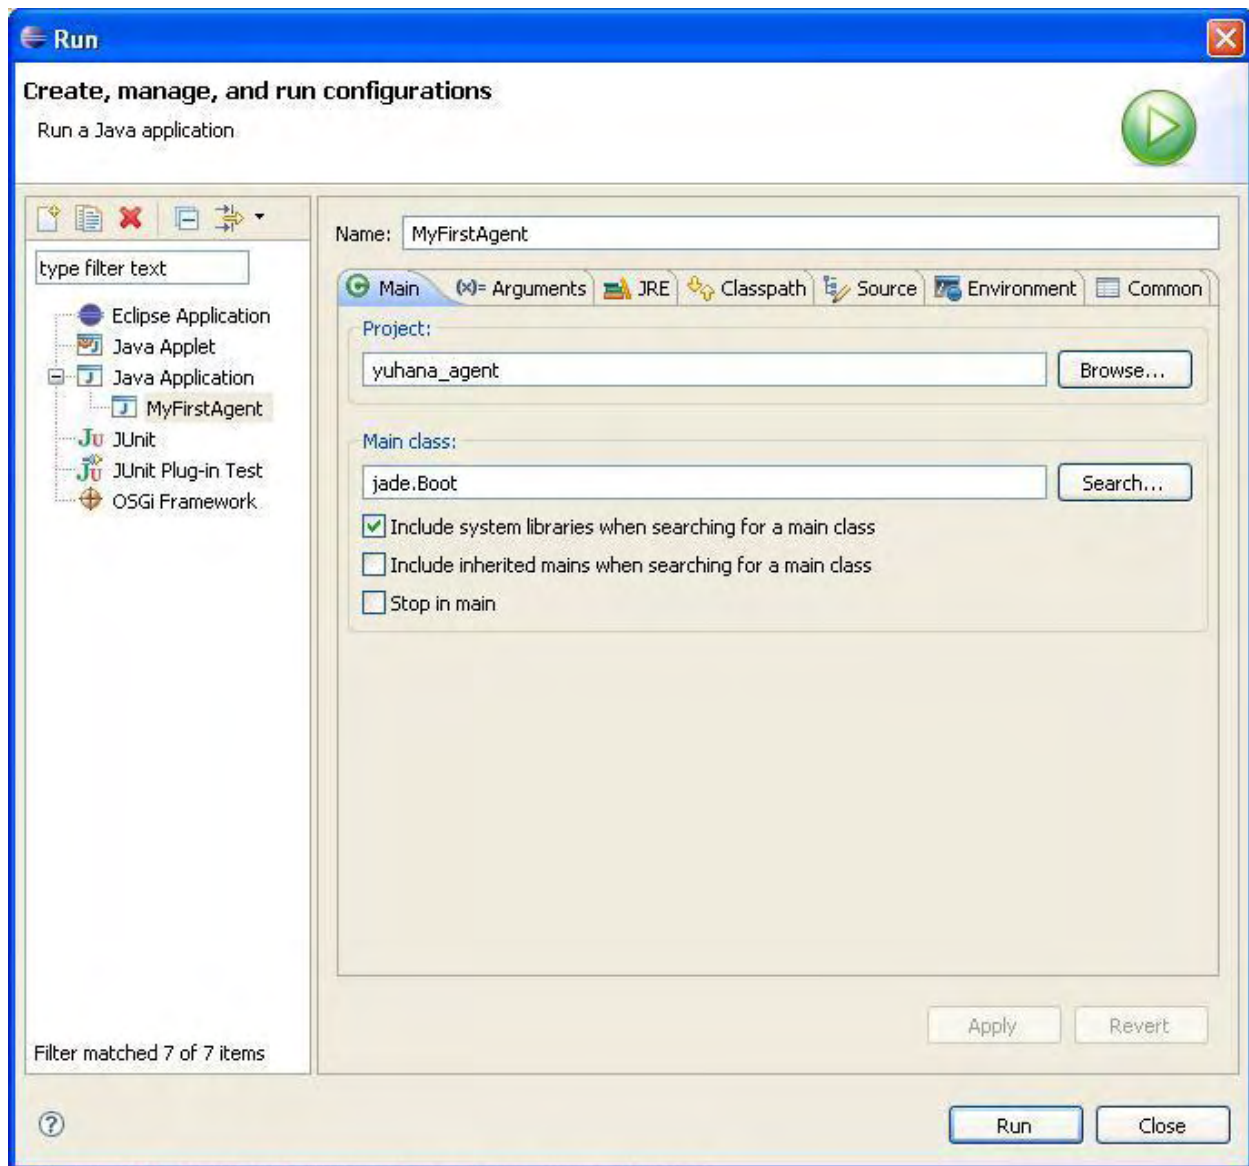 Run
Create, manage, and run configurations
Run a Java application
type filter text
Eclipse Application
Java Applet
Java Application
MyFirstAgent
JUnit
JUnit Plug-in Test
OSGi Framework
Filter matched 7 of 7 items
Name: MyFirstAgent
Main (x)= Arguments JRE Classpath Source Environment Common
Project:
yuhana_agent Browse...
Main class:
jade.Boot Search...
Include system libraries when searching for a main class
Include inherited mains when searching for a main class
Stop in main
Apply Revert
Run Close